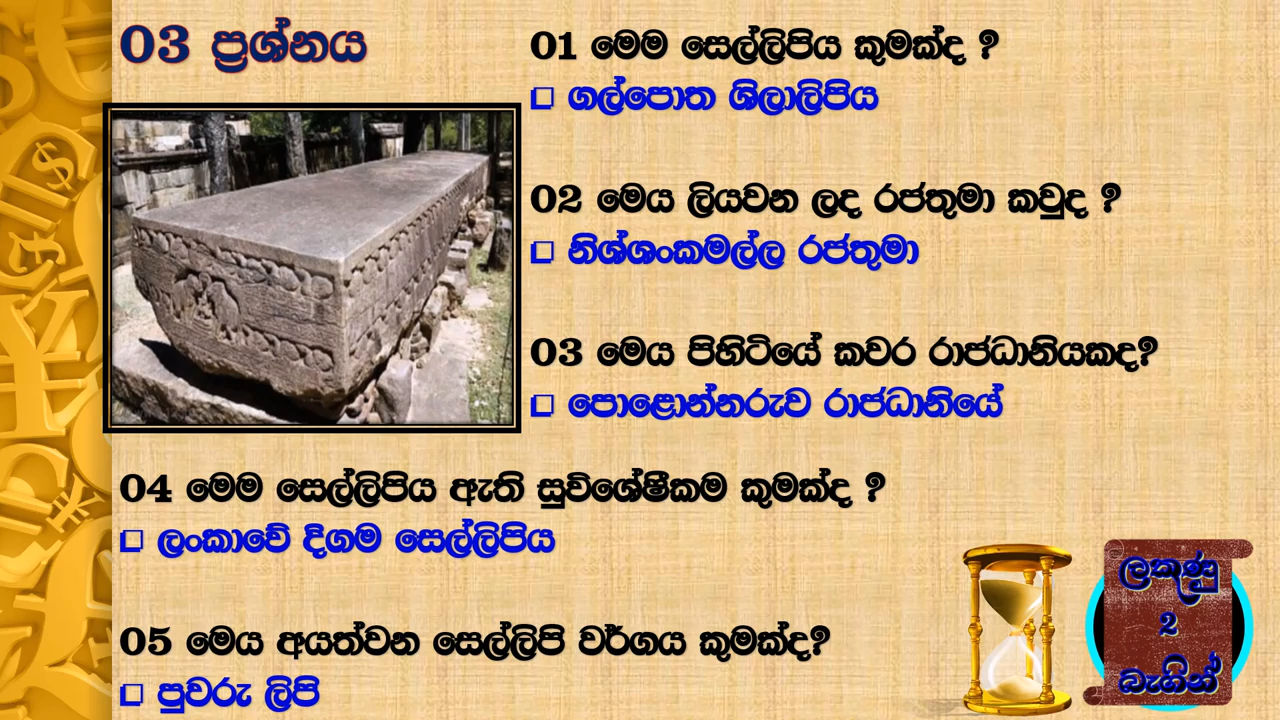 03 ප්‍රශ්නය
01 මෙම සෙල්ලිපිය කුමක්ද ?
□ ගල්පොත ශිලාලිපිය
02 මෙය ලියවන ලද රජතුමා කවුද ?
□ නිශ්ශංකමල්ල රජතුමා
03 මෙය පිහිටියේ කවර රාජධානියකද?
□ පොළොන්නරුව රාජධානියේ
04 මෙම සෙල්ලිපිය ඇති සුවිශේෂීකම කුමක්ද ?
□ ලංකාවේ දිගම සෙල්ලිපිය
05 මෙය අයත්වන සෙල්ලිපි වර්ගය කුමක්ද?
□ පුවරු ලිපි
ලකුණු
2
බැගින්